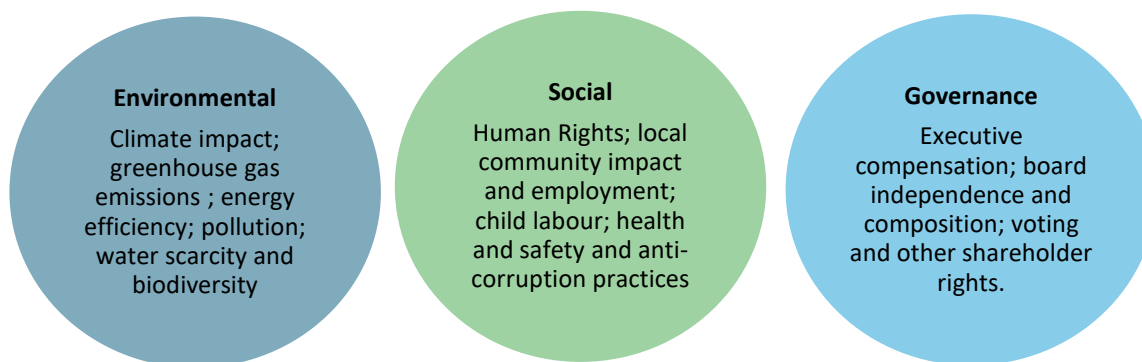 Environmental
Climate impact;
greenhouse gas
emissions ; energy
efficiency; pollution;
water scarcity and
biodiversity
Social
Human Rights; local
community impact
and employment;
child labour; health
and safety and anti-
corruption practices
Governance
Executive
compensation; board
independence and
composition; voting
and other shareholder
rights.